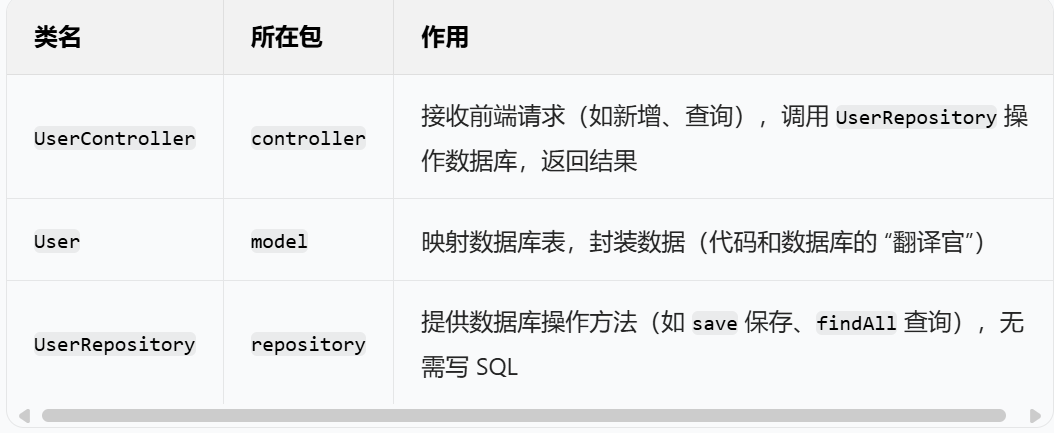 类名 所在包 作用
UserController controller 接收前端请求（如新增、查询），调用 UserRepository 操
作数据库，返回结果
User model 映射数据库表，封装数据（代码和数据库的 “翻译官”）
UserRepository repository 提供数据库操作方法（如 save 保存、findAll 查询），无
需写 SQL